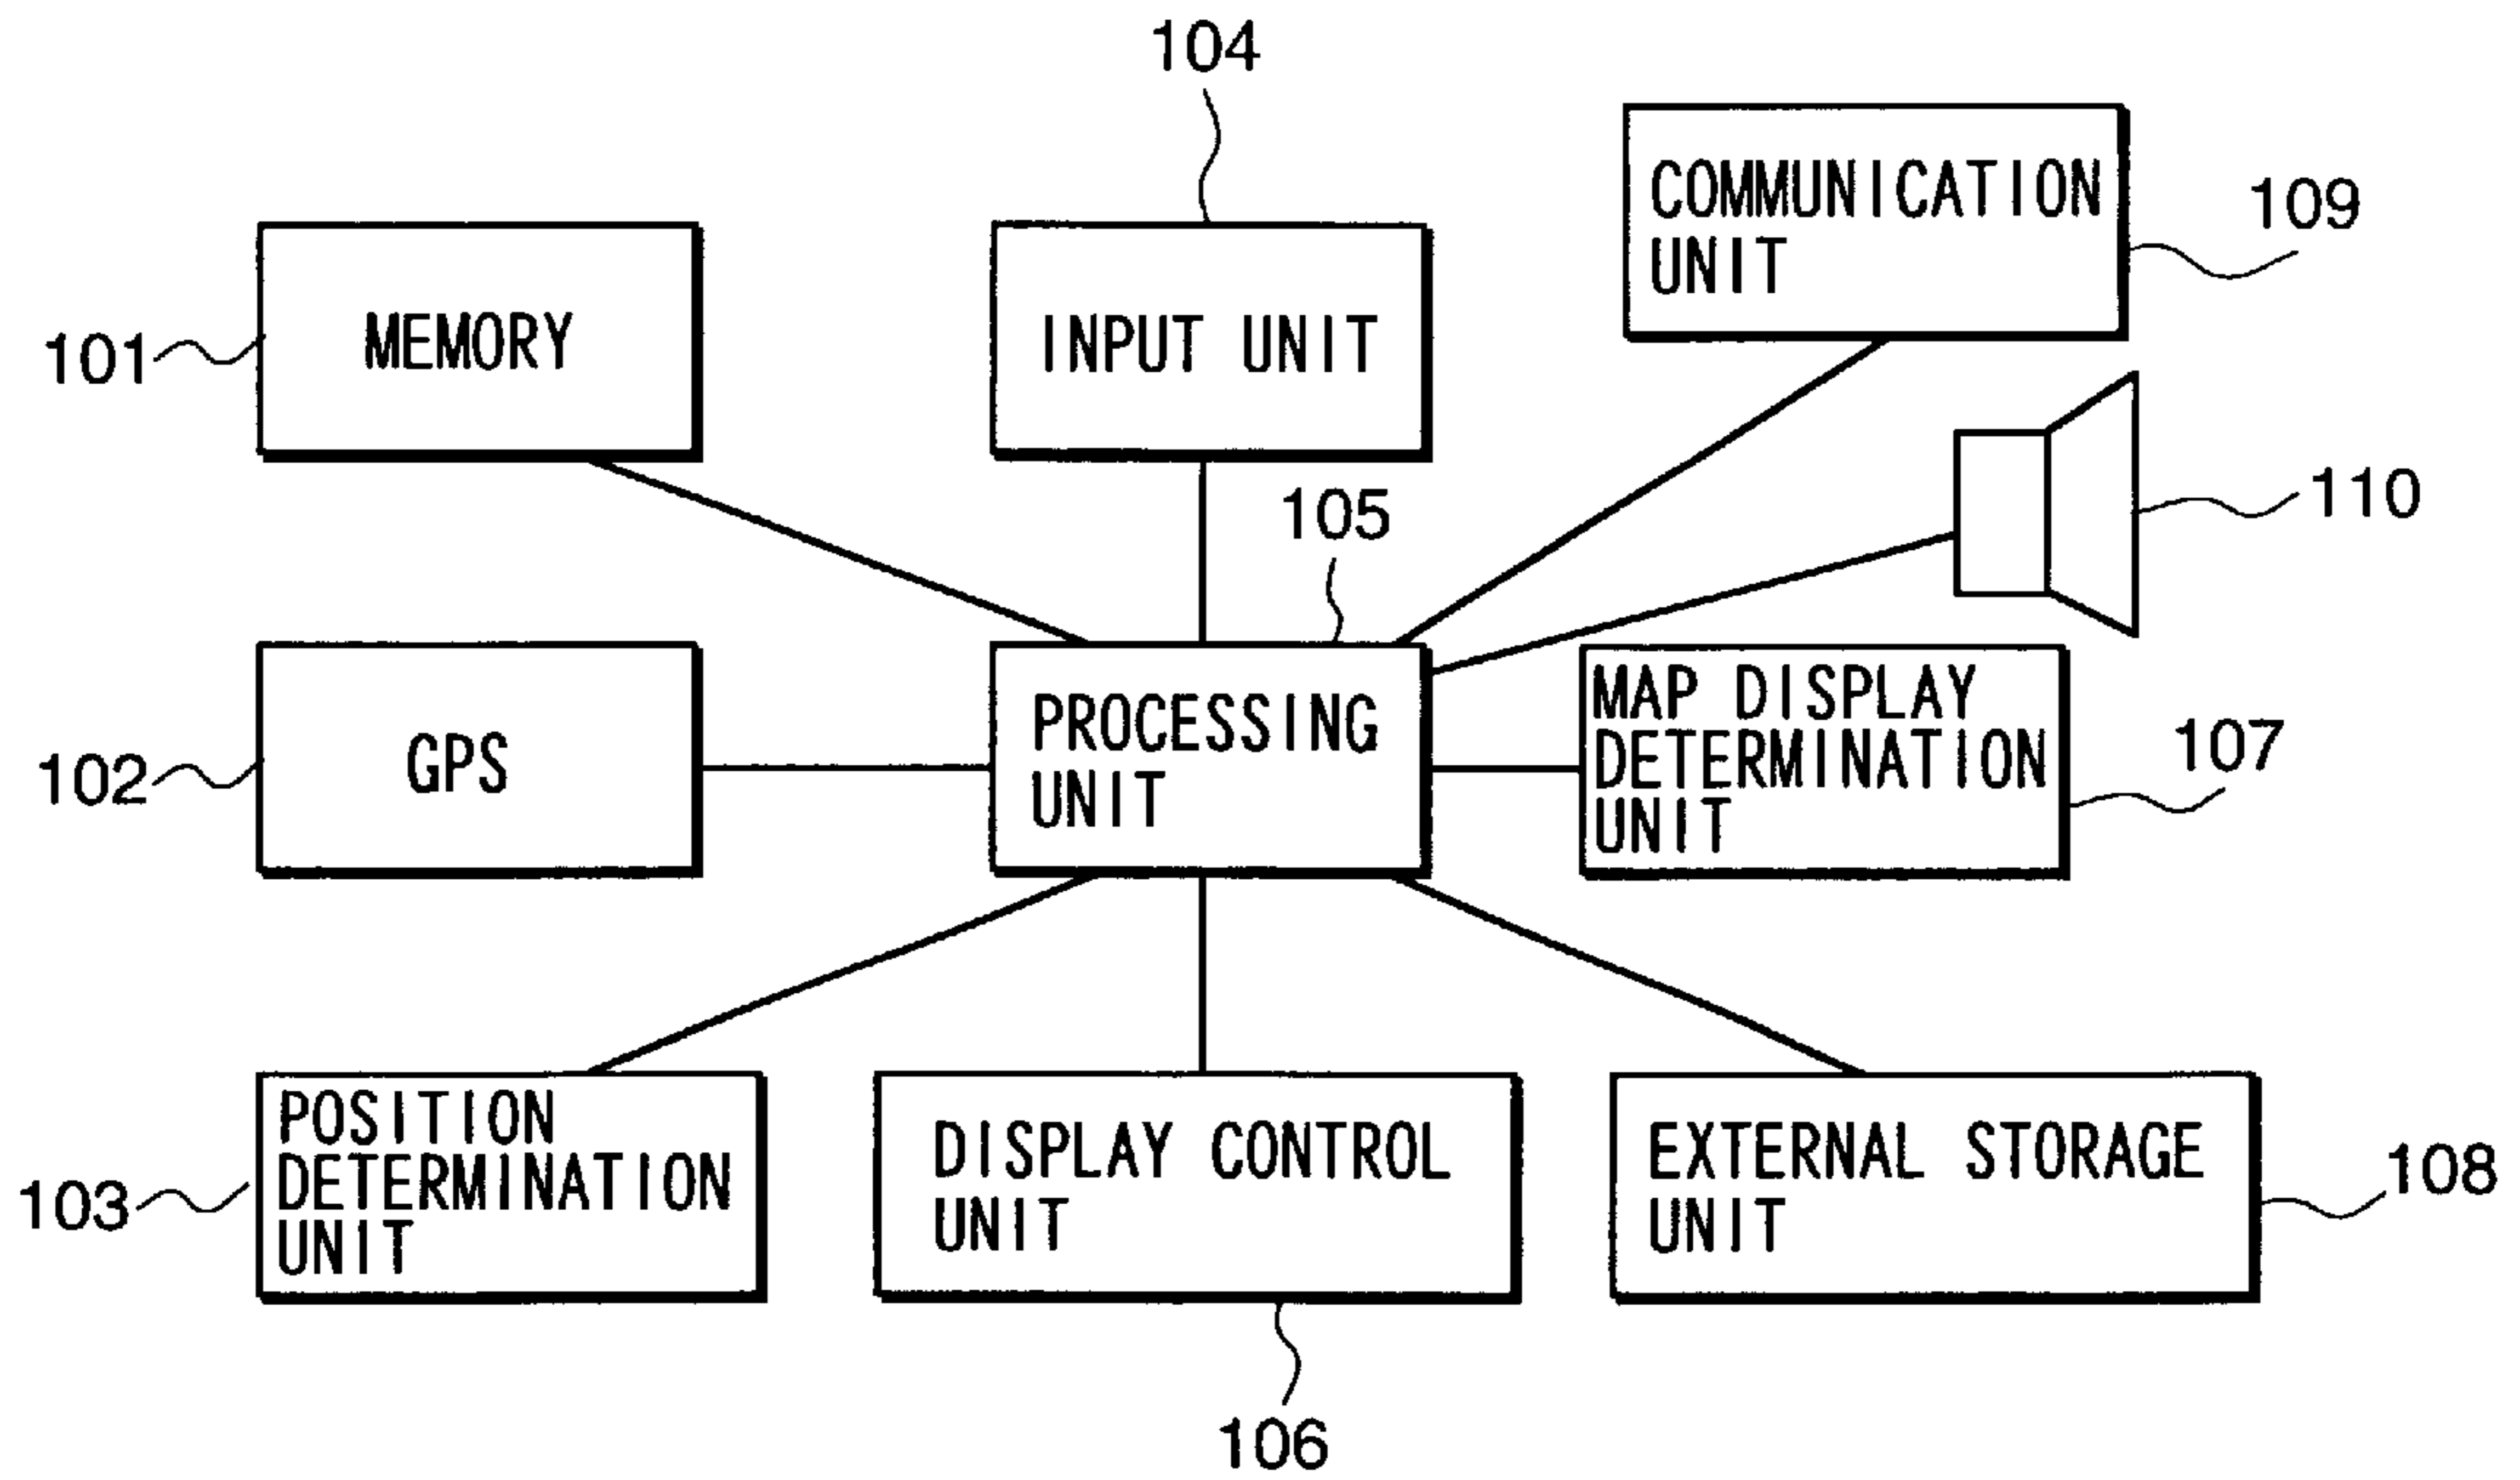 104
COMMUNICATION
UNIT
109
MEMORY
101
INPUT UNIT
105
110
GPS
102
PROCESSING
UNIT
MAP DISPLAY
DETERMINATION
UNIT
107
POSITION
DETERMINATION
UNIT
103
DISPLAY CONTROL
UNIT
106
EXTERNAL STORAGE
UNIT
108